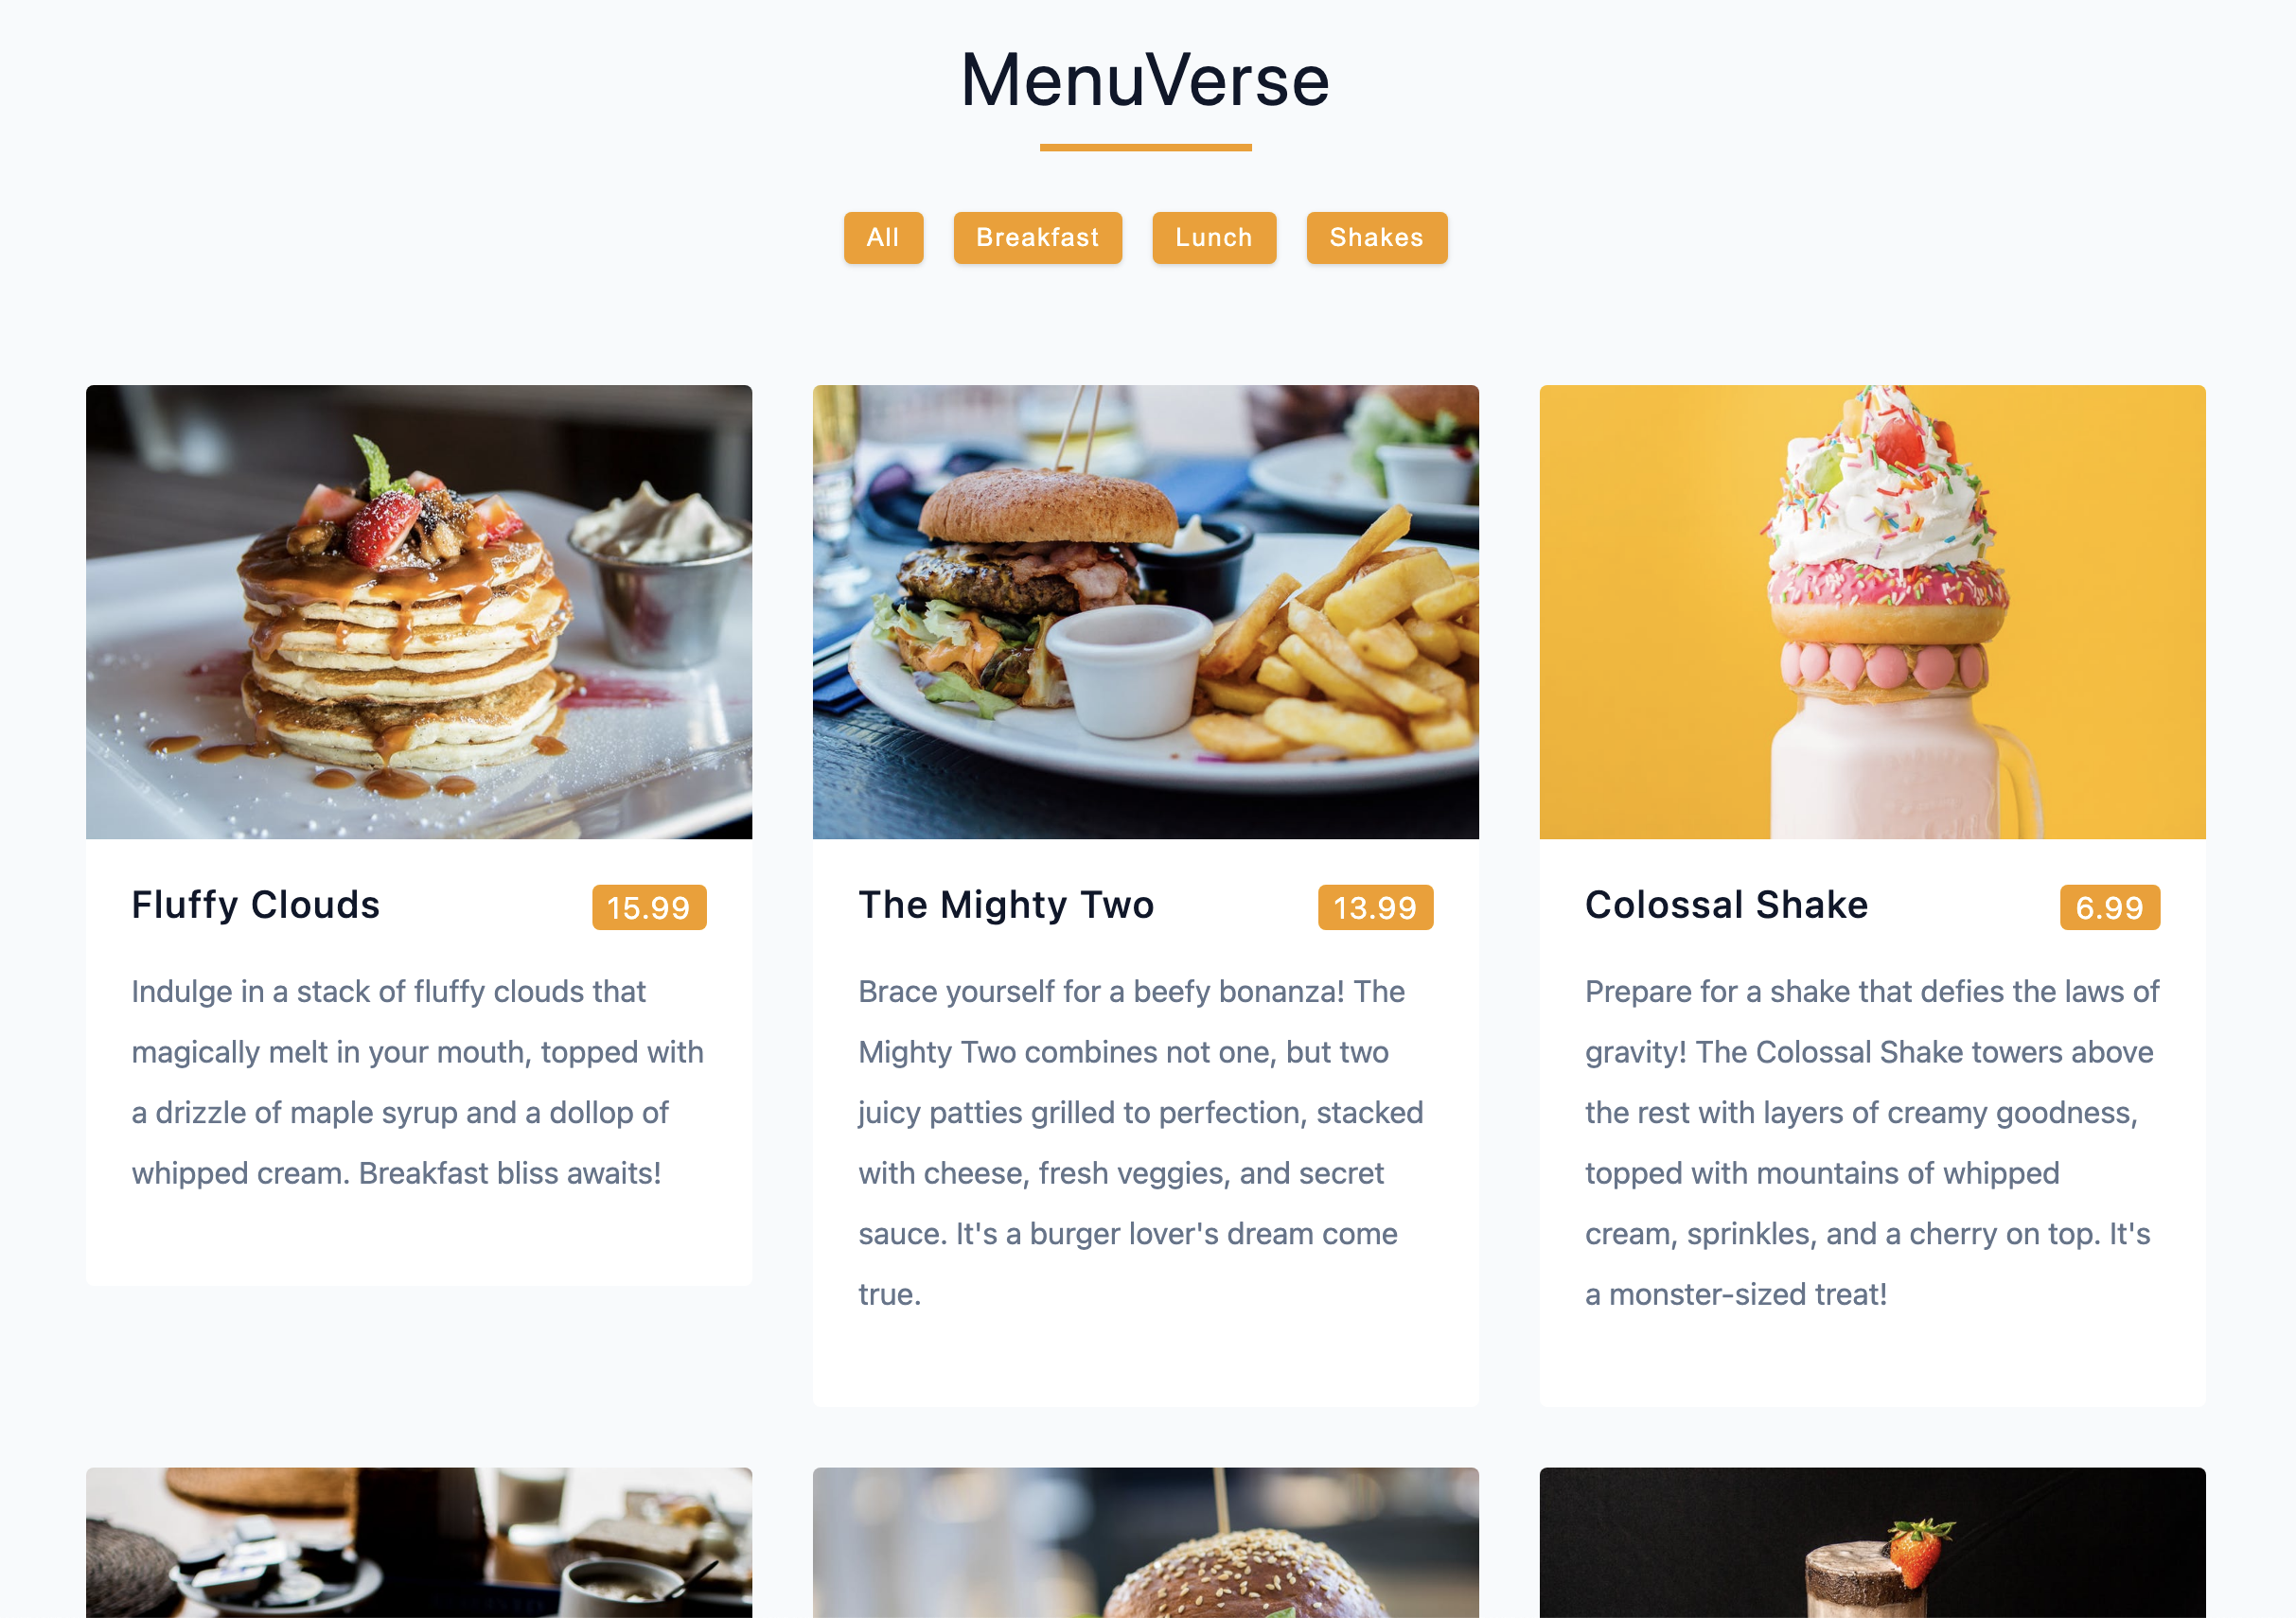 MenuVerse
All Breakfast Lunch Shakes
Fluffy Clouds 15.99
Indulge in a stack of fluffy clouds that
magically melt in your mouth, topped with
a drizzle of maple syrup and a dollop of
whipped cream. Breakfast bliss awaits!
The Mighty Two 13.99
Brace yourself for a beefy bonanza! The
Mighty Two combines not one, but two
juicy patties grilled to perfection, stacked
with cheese, fresh veggies, and secret
sauce. It's a burger lover's dream come
true.
Colossal Shake 6.99
Prepare for a shake that defies the laws of
gravity! The Colossal Shake towers above
the rest with layers of creamy goodness,
topped with mountains of whipped
cream, sprinkles, and a cherry on top. It's
a monster-sized treat!